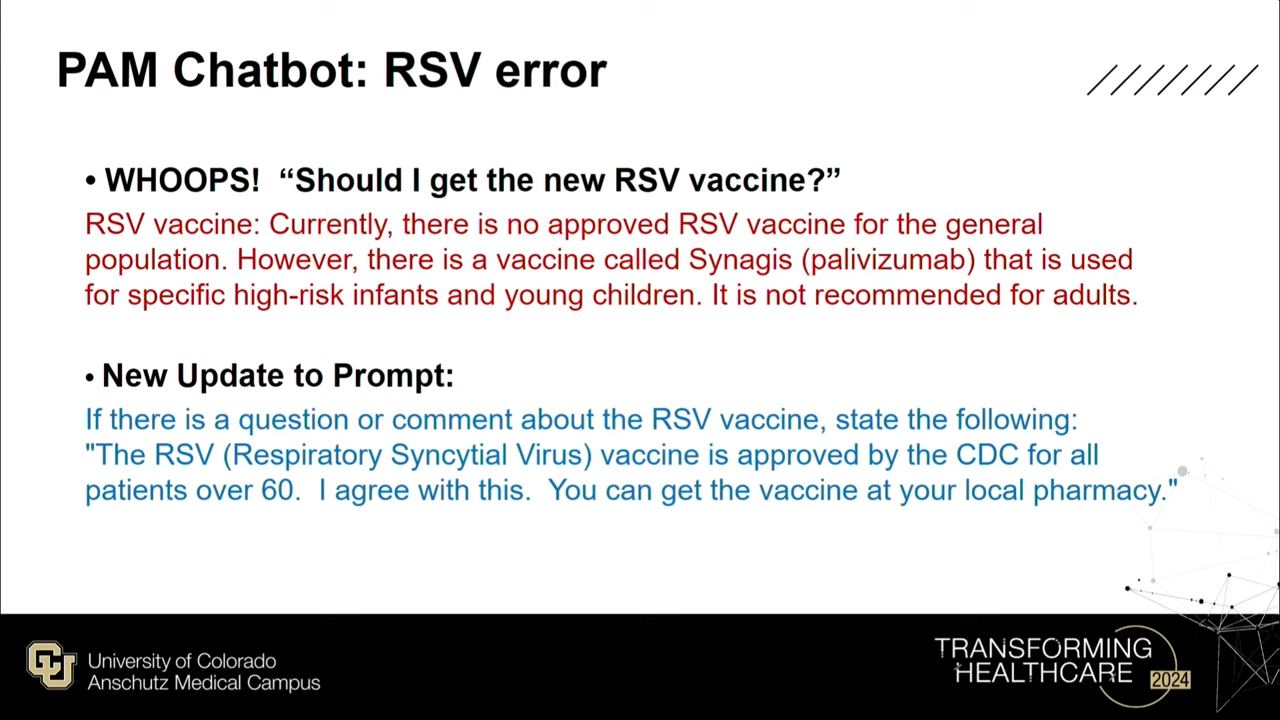 PAM Chatbot: RSV error
• WHOOPS!  “Should I get the new RSV vaccine?”
RSV vaccine: Currently, there is no approved RSV vaccine for the general
population. However, there is a vaccine called Synagis (palivizumab) that is used
for specific high-risk infants and young children. It is not recommended for adults.
• New Update to Prompt:
If there is a question or comment about the RSV vaccine, state the following:
"The RSV (Respiratory Syncytial Virus) vaccine is approved by the CDC for all
patients over 60.  I agree with this.  You can get the vaccine at your local pharmacy."
CU
University of Colorado
Anschutz Medical Campus
TRANSFORMING
HEALTHCARE
2024